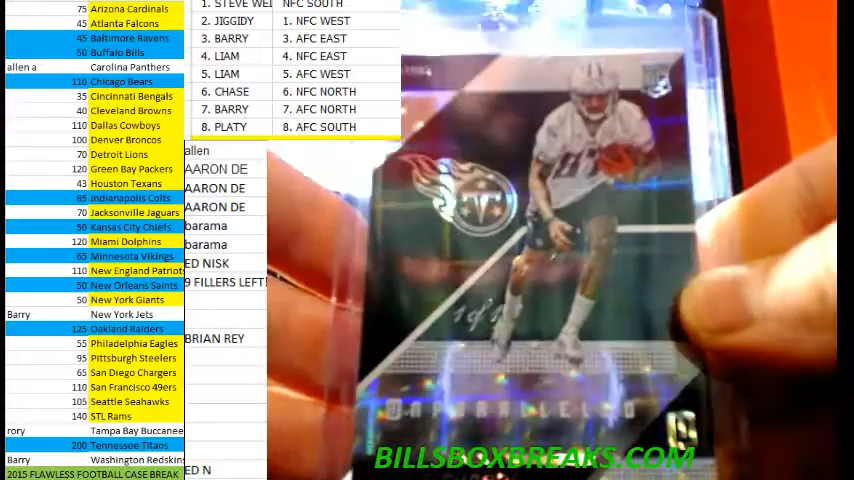 75 Arizona Cardinals
45 Atlanta Falcons
45 Baltimore Ravens
50 Buffalo Bills
allen a Carolina Panthers
110 Chicago Bears
35 Cincinnati Bengals
40 Cleveland Browns
110 Dallas Cowboys
100 Denver Broncos
70 Detroit Lions
120 Green Bay Packers
43 Houston Texans
85 Indianapolis Colts
70 Jacksonville Jaguars
50 Kansas City Chiefs
120 Miami Dolphins
65 Minnesota Vikings
110 New England Patriots
50 New Orleans Saints
50 New York Giants
Barry New York Jets
125 Oakland Raiders
55 Philadelphia Eagles
95 Pittsburgh Steelers
65 San Diego Chargers
110 San Francisco 49ers
105 Seattle Seahawks
140 STL Rams
rory Tampa Bay Buccanee
200 Tennessee Titans
Barry Washington Redskin
2015 FLAWLESS FOOTBALL CASE BREAK
1. STEVE WEI NFC SOUTH
2. JIGGIDY 1. NFC WEST
3. BARRY 3. AFC EAST
4. LIAM 4. NFC EAST
5. LIAM 5. AFC WEST
6. CHASE 6. NFC NORTH
7. BARRY 7. AFC NORTH
8. PLATY 8. AFC SOUTH
allen
AARON DE
AARON DE
AARON DE
barama
barama
ED NISK
9 FILLERS LEFT!
BRIAN REY
ED N
T
UNPARALLELED
BILLSBOXBREAKS.COM